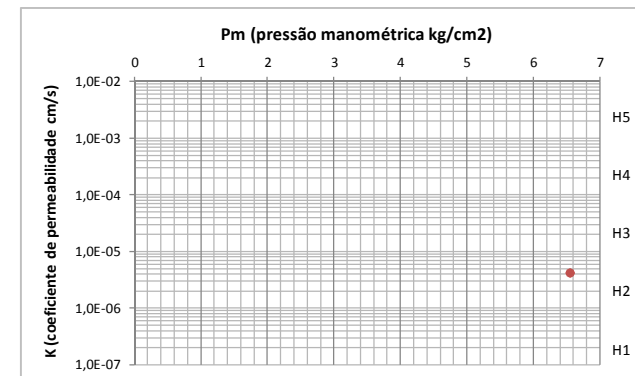 Pm (pressão manométrica kg/cm2)
0 1 2 3 4 5 6 7
K (coeficiente de permeabilidade cm/s)
1,0E-02
H5
1,0E-03
H4
1,0E-04
H3
1,0E-05
H2
1,0E-06
H1
1,0E-07